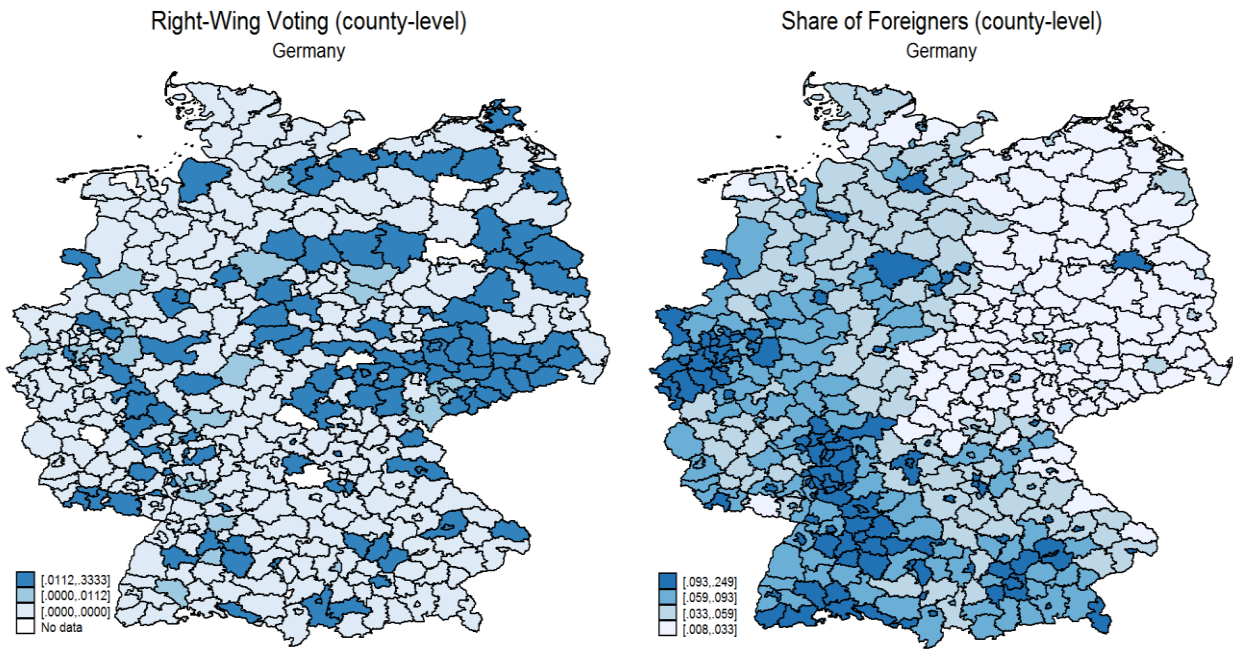 Right-Wing Voting (county-level)
Germany
[.0112,.3333]
[.0000,.0112]
[.0000,.0000]
No data
Share of Foreigners (county-level)
Germany
[.093,.249]
[.059,.093]
[.033,.059]
[.008,.033]